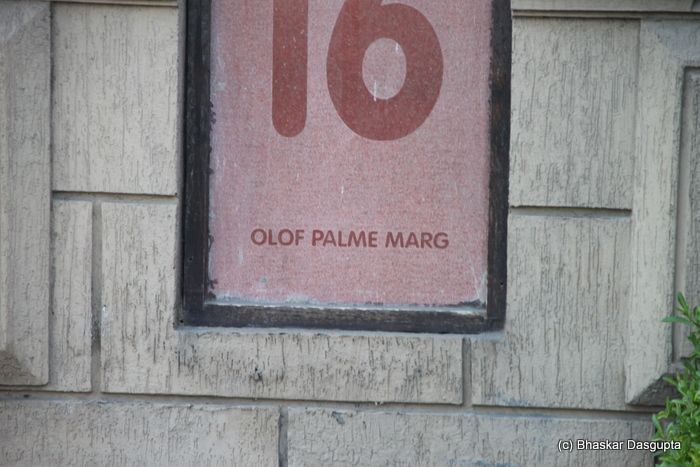 16
OLOF PALME MARG
(c) Bhaskar Dasgupta